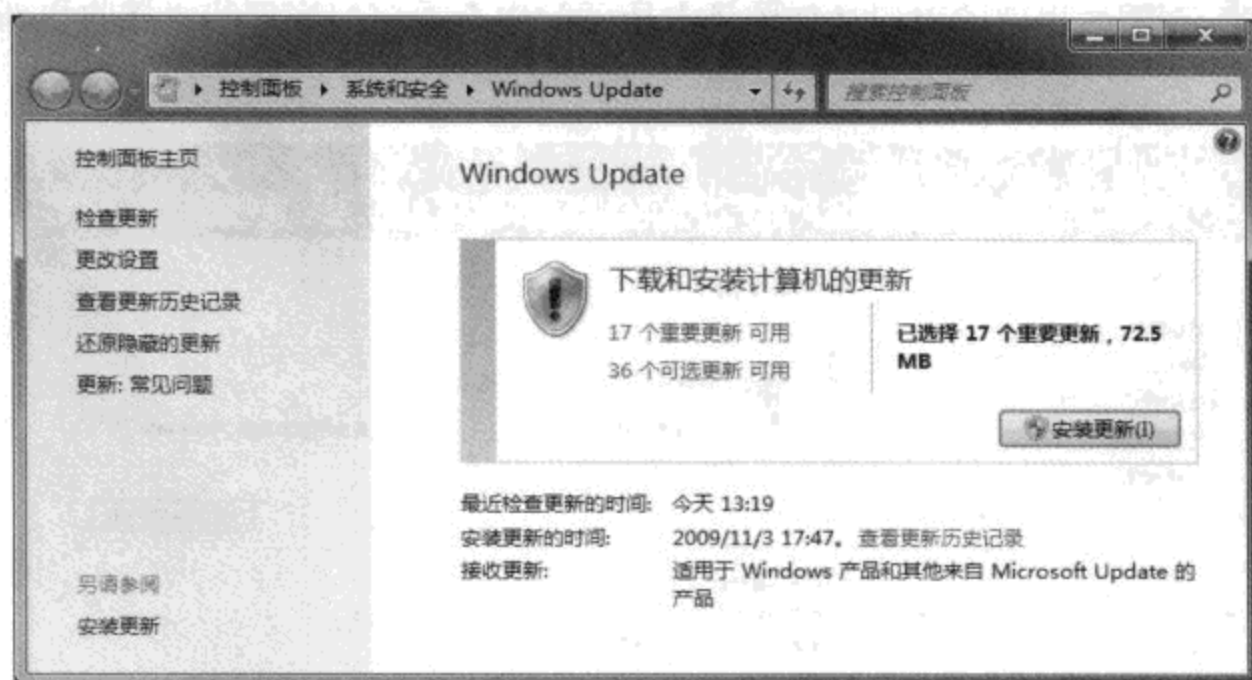 控制面板 ▸ 系统和安全 ▸ Windows Update
搜索控制面板
控制面板主页
检查更新
更改设置
查看更新历史记录
还原隐藏的更新
更新: 常见问题
另请参阅
安装更新
Windows Update
下载和安装计算机的更新
17 个重要更新 可用
36 个可选更新 可用
已选择 17 个重要更新，72.5
MB
安装更新(I)
最近检查更新的时间: 今天 13:19
安装更新的时间: 2009/11/3 17:47。查看更新历史记录
接收更新: 适用于 Windows 产品和其他来自 Microsoft Update 的
产品